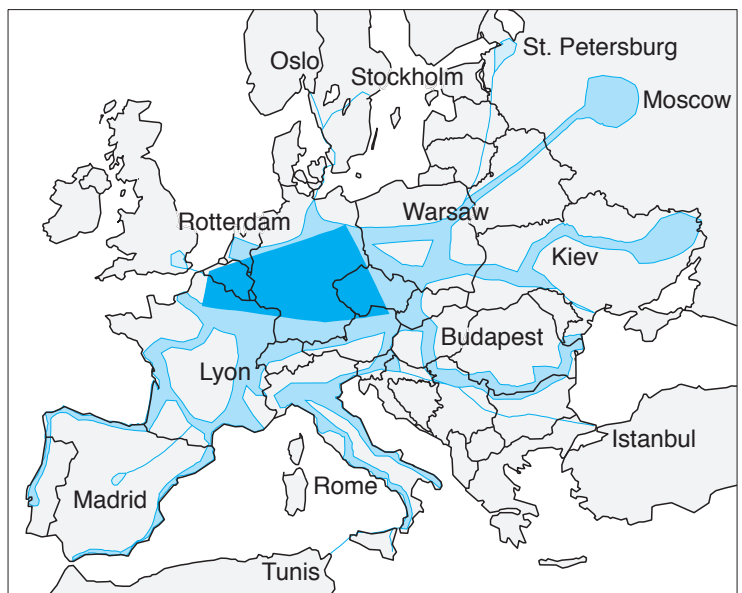 Oslo
St. Petersburg
Stockholm
Moscow
Rotterdam
Warsaw
Kiev
Budapest
Lyon
Istanbul
Madrid
Rome
Tunis